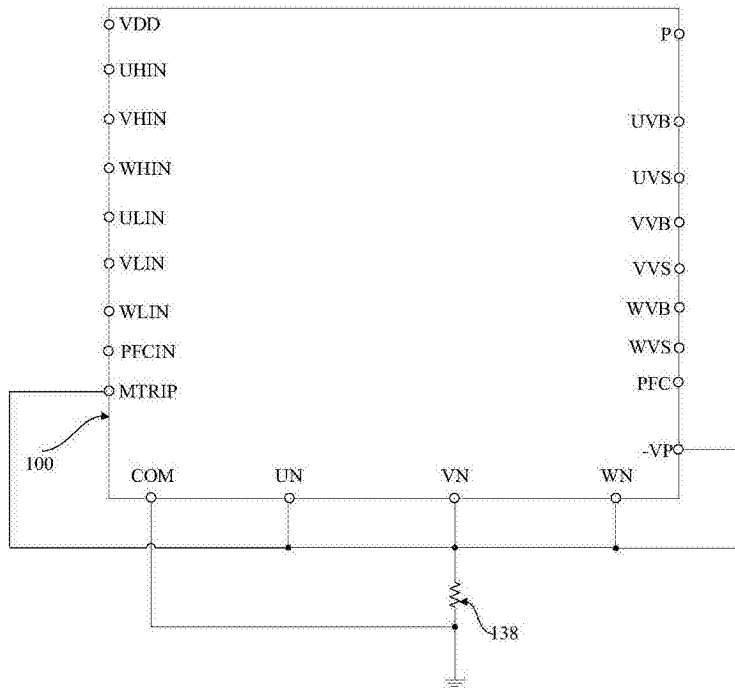 VDD
UHIN
VHIN
WHIN
ULIN
VLIN
WLIN
PFCIN
MTRIP
100
P
UVB
UVS
VVB
VVS
WVB
WVS
PFC
-VP
COM UN VN WN
138